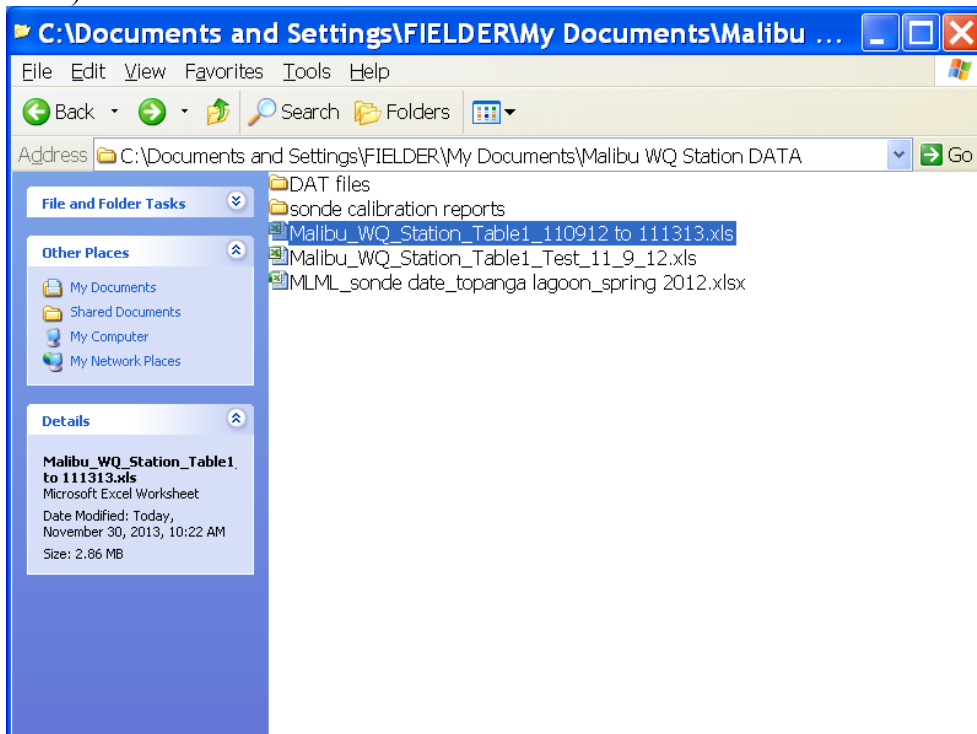 C:\Documents and Settings\FIELDER\My Documents\Malibu ...
File Edit View Favorites Tools Help
Back Search Folders
Address C:\Documents and Settings\FIELDER\My Documents\Malibu WQ Station DATA Go
File and Folder Tasks
Other Places
My Documents
Shared Documents
My Computer
My Network Places
Details
Malibu_WQ_Station_Table1_
to 111313.xls
Microsoft Excel Worksheet
Date Modified: Today,
November 30, 2013, 10:22 AM
Size: 2.86 MB
DAT files
sonde calibration reports
Malibu_WQ_Station_Table1_110912 to 111313.xls
Malibu_WQ_Station_Table1_Test_11_9_12.xls
MLML_sonde date_topanga lagoon_spring 2012.xlsx